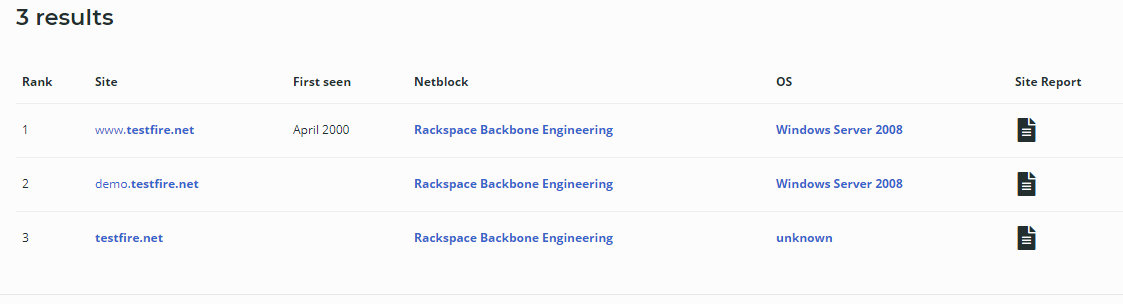 3 results
Rank Site First seen Netblock OS Site Report
1 www.testfire.net April 2000 Rackspace Backbone Engineering Windows Server 2008
2 demo.testfire.net Rackspace Backbone Engineering Windows Server 2008
3 testfire.net Rackspace Backbone Engineering unknown